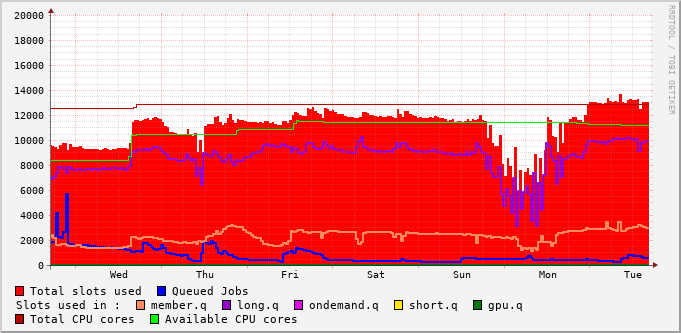 RRDTOOL / TOBI OETIKER
20000
18000
16000
14000
12000
10000
8000
6000
4000
2000
0
Wed Thu Fri Sat Sun Mon Tue
Total slots used Queued Jobs
Slots used in : member.q long.q ondemand.q short.q gpu.q
Total CPU cores Available CPU cores